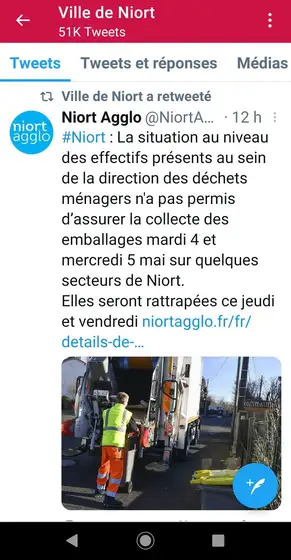 Ville de Niort
51K Tweets
Tweets
Tweets et réponses
Médias
Ville de Niort a retweeté
niort
agglo
Niort Agglo @NiortA... · 12 h
#Niort : La situation au niveau
des effectifs présents au sein
de la direction des déchets
ménagers n'a pas permis
d’assurer la collecte des
emballages mardi 4 et
mercredi 5 mai sur quelques
secteurs de Niort.
Elles seront rattrapées ce jeudi
et vendredi niortagglo.fr/fr/
details-de-…